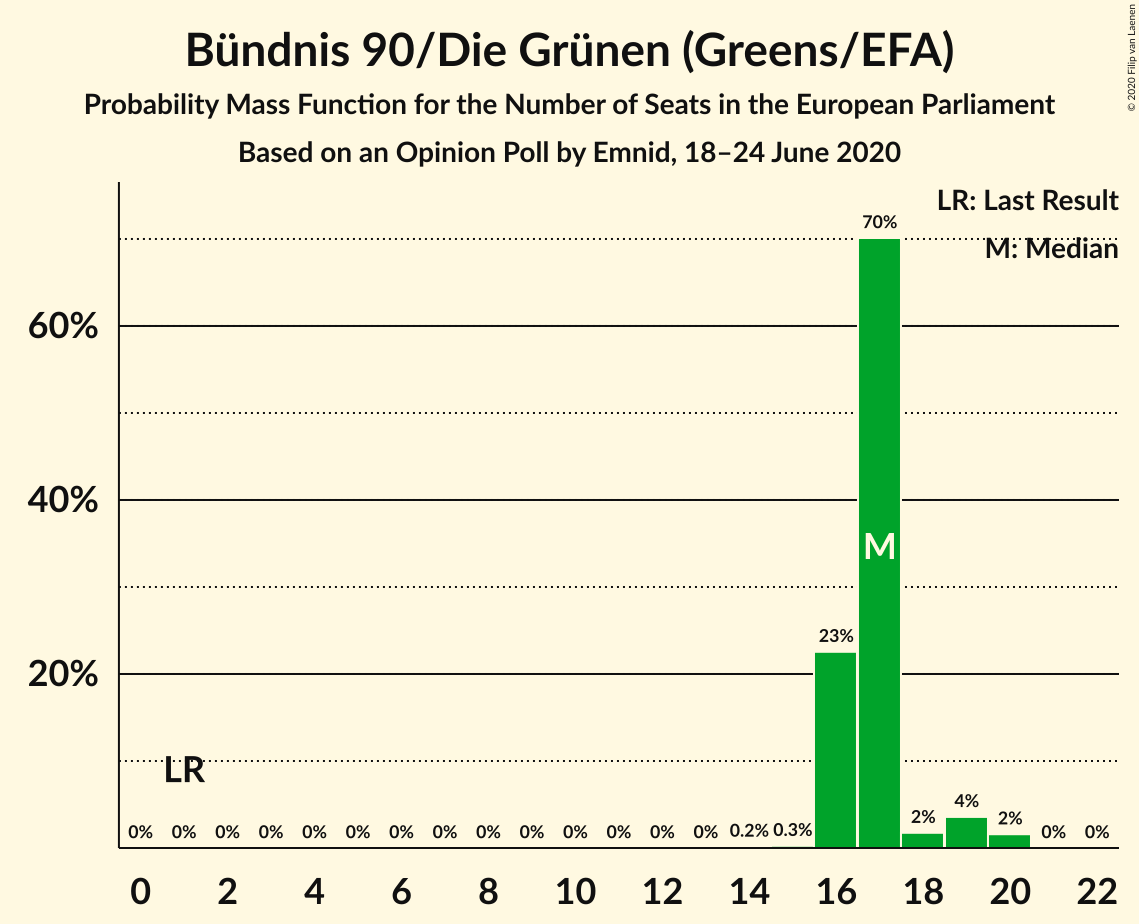 Bündnis 90/Die Grünen (Greens/EFA)
Probability Mass Function for the Number of Seats in the European Parliament
Based on an Opinion Poll by Emnid, 18–24 June 2020
© 2020 Filip van Laenen
LR: Last Result
M: Median
70%
60%
40%
M
23%
20%
LR
0% 0% 0% 0% 0% 0% 0% 0% 0% 0% 0% 0% 0% 0% 0.2% 0.3% 2% 4% 2% 0% 0%
0 2 4 6 8 10 12 14 16 18 20 22